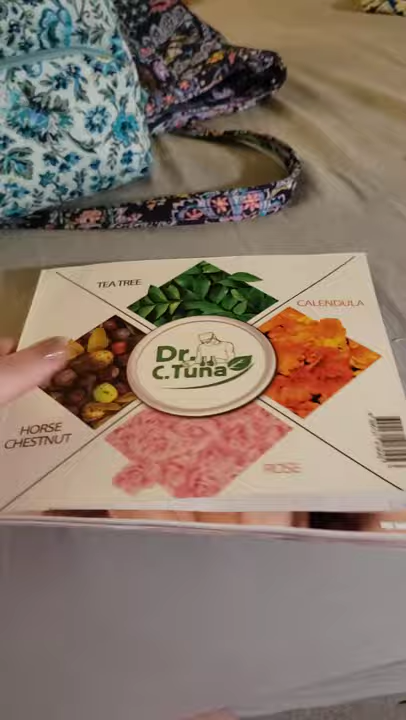 TEA TREE
CALENDULA
Dr.
C.Tuna
HORSE
CHESTNUT
ROSE